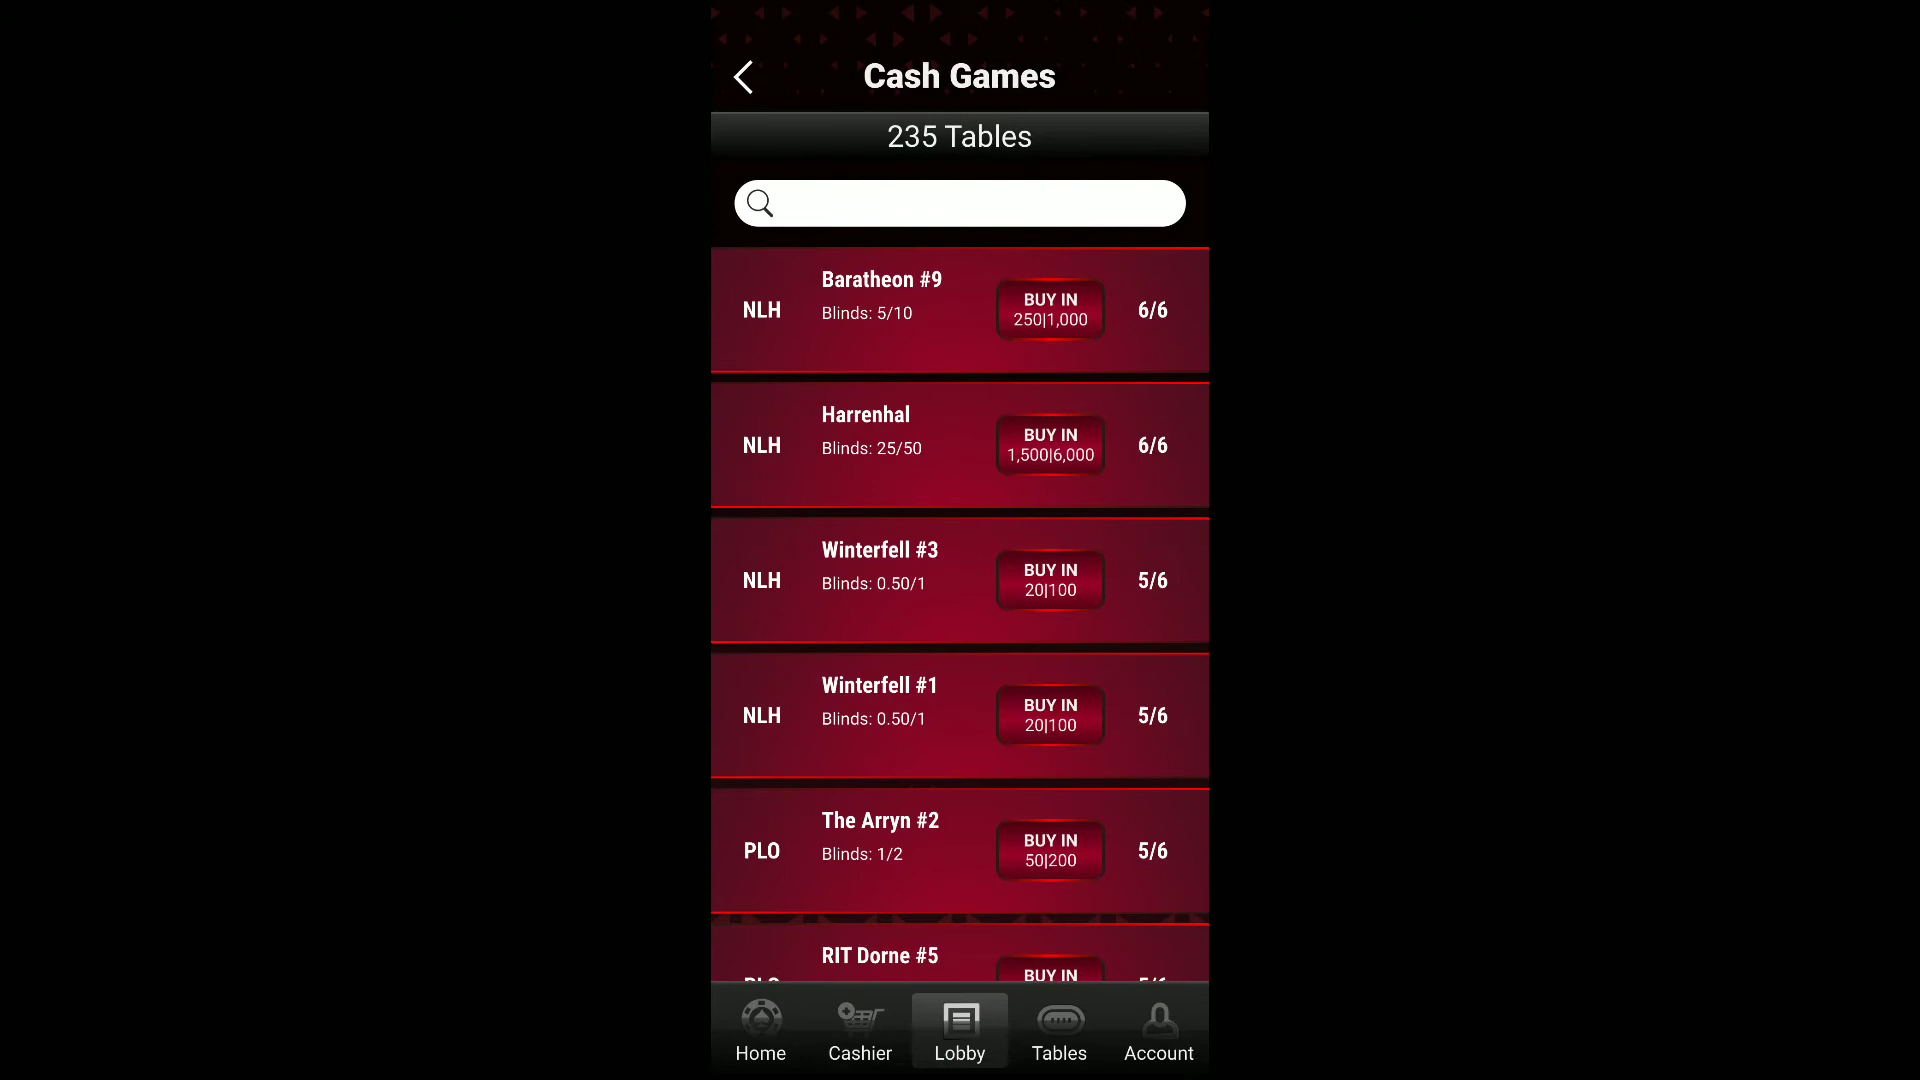 Cash Games
235 Tables
NLH
Baratheon #9
Blinds: 5/10
BUY IN
250|1,000
6/6
NLH
Harrenhal
Blinds: 25/50
BUY IN
1,500|6,000
6/6
NLH
Winterfell #3
Blinds: 0.50/1
BUY IN
20|100
5/6
NLH
Winterfell #1
Blinds: 0.50/1
BUY IN
20|100
5/6
PLO
The Arryn #2
Blinds: 1/2
BUY IN
50|200
5/6
RIT Dorne #5
BUY IN
Home
Cashier
Lobby
Tables
Account